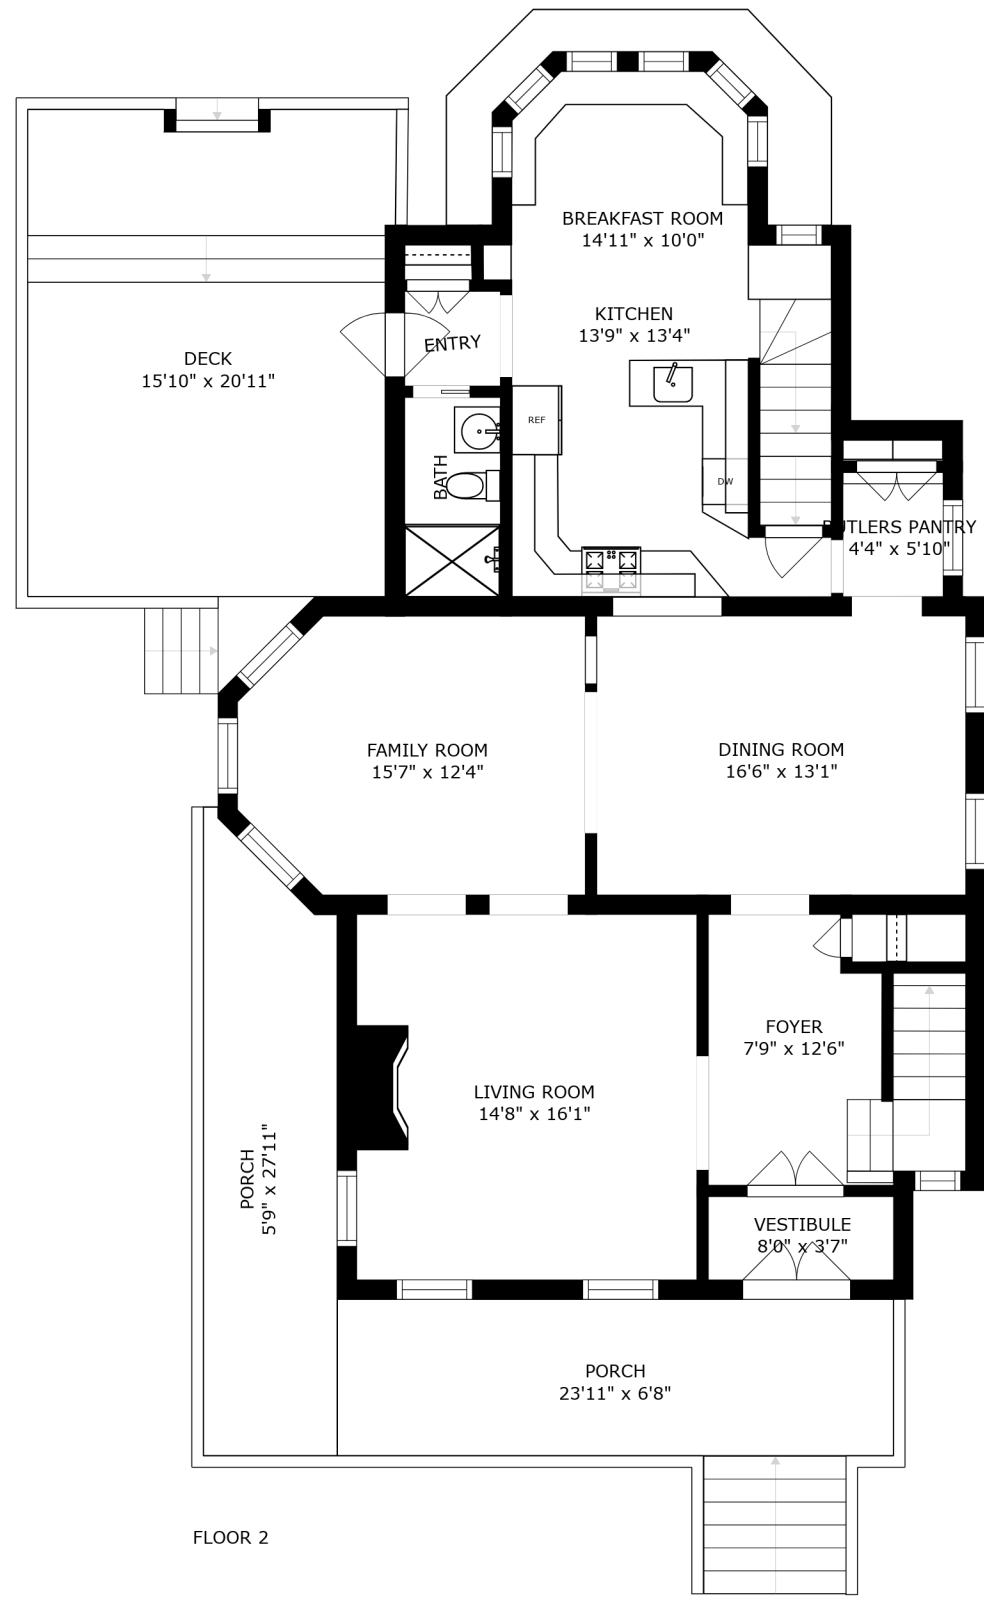 BREAKFAST ROOM
14'11" x 10'0"
KITCHEN
13'9" x 13'4"
ENTRY
DECK
15'10" x 20'11"
REF
BATH
DW
BUTLERS PANTRY
4'4" x 5'10"
FAMILY ROOM
15'7" x 12'4"
DINING ROOM
16'6" x 13'1"
FOYER
7'9" x 12'6"
LIVING ROOM
14'8" x 16'1"
PORCH
5'9" x 27'11"
VESTIBULE
8'0" x 3'7"
PORCH
23'11" x 6'8"
FLOOR 2